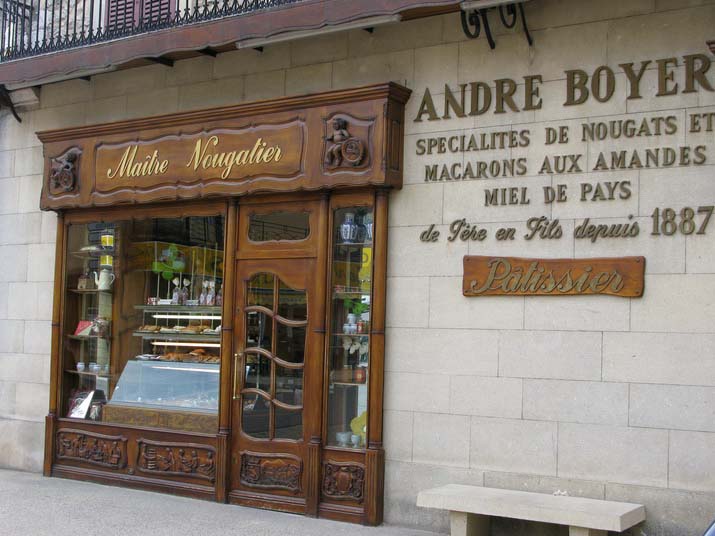 Maître Nougatier
ANDRE BOYER
SPECIALITES DE NOUGATS ET
MACARONS AUX AMANDES
MIEL DE PAYS
de Père en Fils depuis 1887
Pâtissier